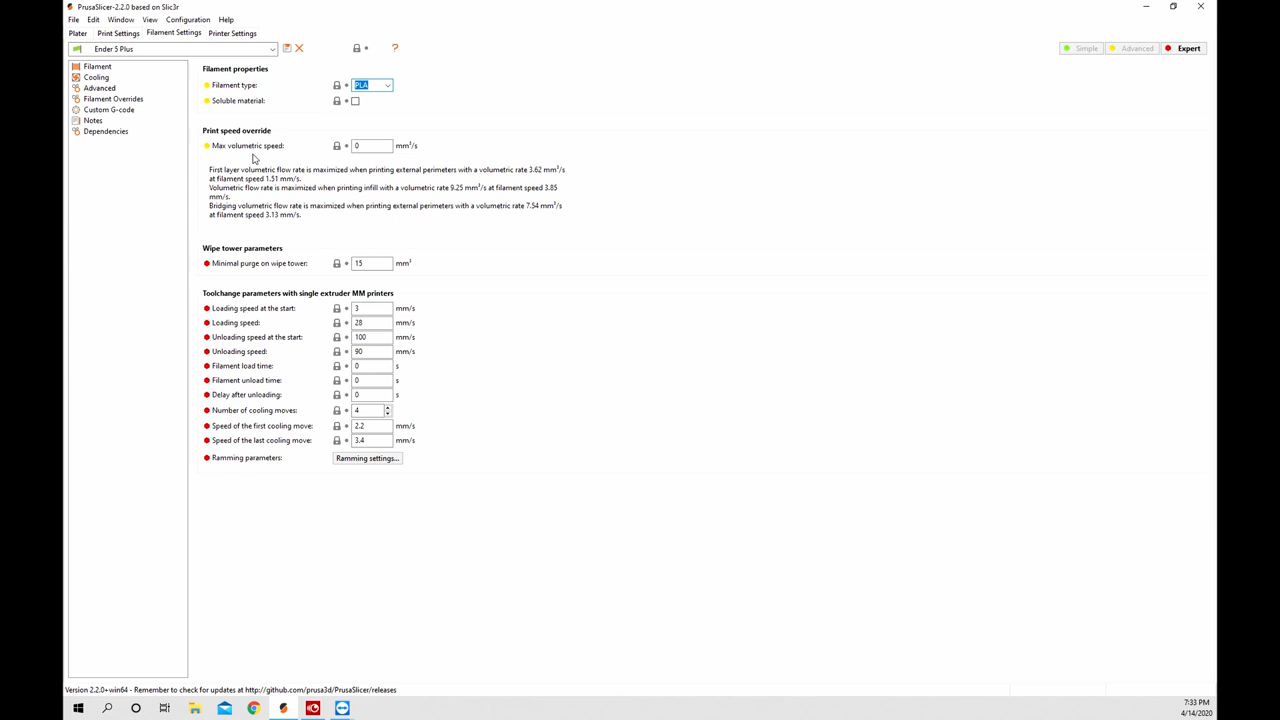 PrusaSlicer-2.2.0 based on Slic3r
File Edit Window View Configuration Help
Plater Print Settings Filament Settings Printer Settings
Ender 5 Plus
? Simple Advanced Expert
Filament
Cooling
Advanced
Filament Overrides
Custom G-code
Notes
Dependencies
Filament properties
Filament type: PLA
Soluble material:
Print speed override
Max volumetric speed: 0 mm³/s
First layer volumetric flow rate is maximized when printing external perimeters with a volumetric rate 3.62 mm³/s
at filament speed 1.51 mm/s.
Volumetric flow rate is maximized when printing infill with a volumetric rate 9.25 mm³/s at filament speed 3.85
mm/s.
Bridging volumetric flow rate is maximized when printing external perimeters with a volumetric rate 7.54 mm³/s
at filament speed 3.13 mm/s.
Wipe tower parameters
Minimal purge on wipe tower: 15 mm³
Toolchange parameters with single extruder MM printers
Loading speed at the start: 3 mm/s
Loading speed: 28 mm/s
Unloading speed at the start: 100 mm/s
Unloading speed: 90 mm/s
Filament load time: 0 s
Filament unload time: 0 s
Delay after unloading: 0 s
Number of cooling moves: 4
Speed of the first cooling move: 2.2 mm/s
Speed of the last cooling move: 3.4 mm/s
Ramming parameters: Ramming settings...
Version 2.2.0+win64 - Remember to check for updates at http://github.com/prusa3d/PrusaSlicer/releases
7:33 PM
4/14/2020